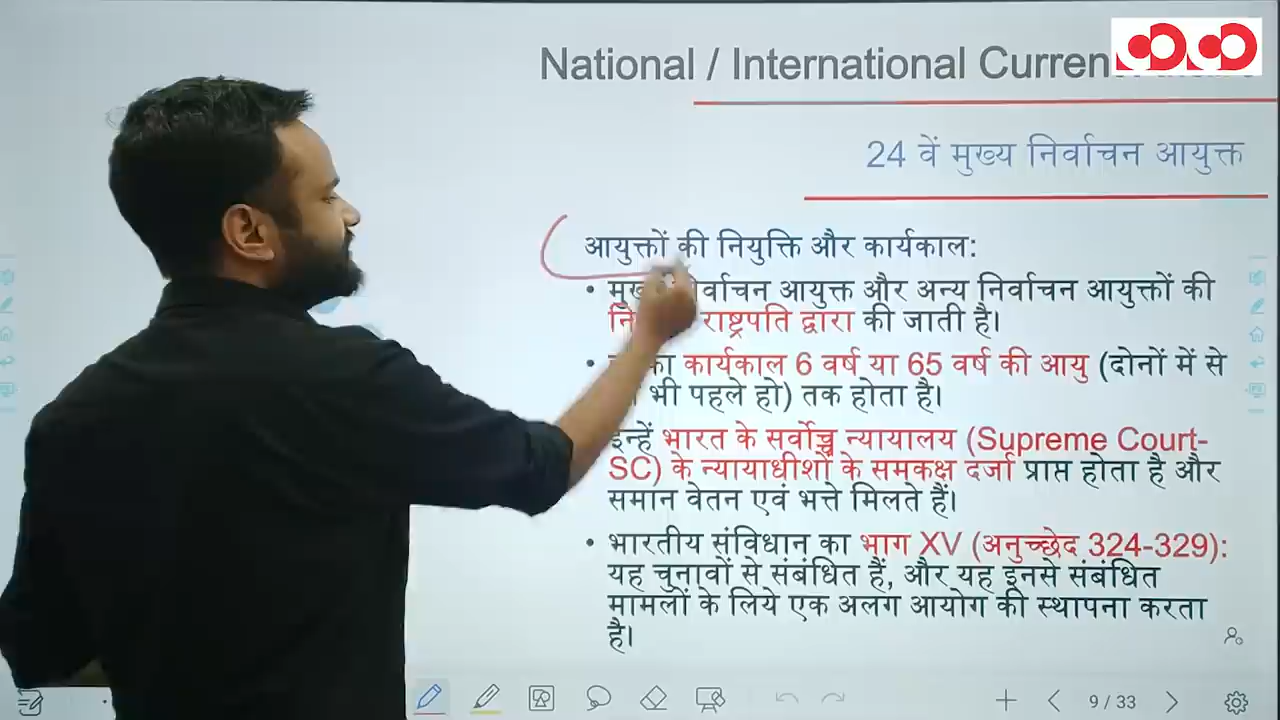 National / International Curren
24 वें मुख्य निर्वाचन आयुक्त
आयुक्तों की नियुक्ति और कार्यकाल:
• र्वाचन आयुक्त और अन्य निर्वाचन आयुक्तों की
राष्ट्रपति द्वारा की जाती है।
• कार्यकाल 6 वर्ष या 65 वर्ष की आयु (दोनों में से
भी पहले हो) तक होता है।
इन्हें भारत के सर्वोच्च न्यायालय (Supreme Court-
SC) के न्यायाधीशों के समकक्ष दर्जा प्राप्त होता है और
समान वेतन एवं भत्ते मिलते हैं।
• भारतीय संविधान का भाग XV (अनुच्छेद 324-329):
यह चुनावों से संबंधित हैं, और यह इनसे संबंधित
मामलों के लिये एक अलग आयोग की स्थापना करता
है।
9 / 33